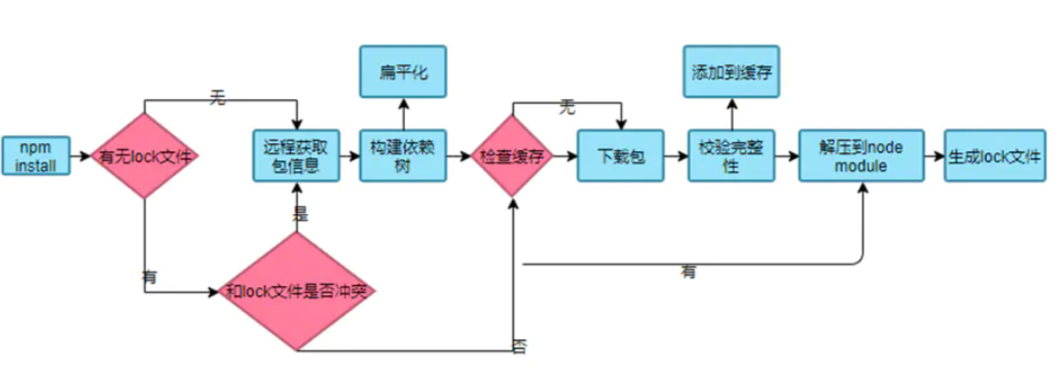 扁平化
添加到缓存
无
无
npm
install
有无lock文件
远程获取
包信息
构建依赖
树
检查缓存
下载包
校验完整
性
解压到node
module
生成lock文件
是
有
和lock文件是否冲突
有
否